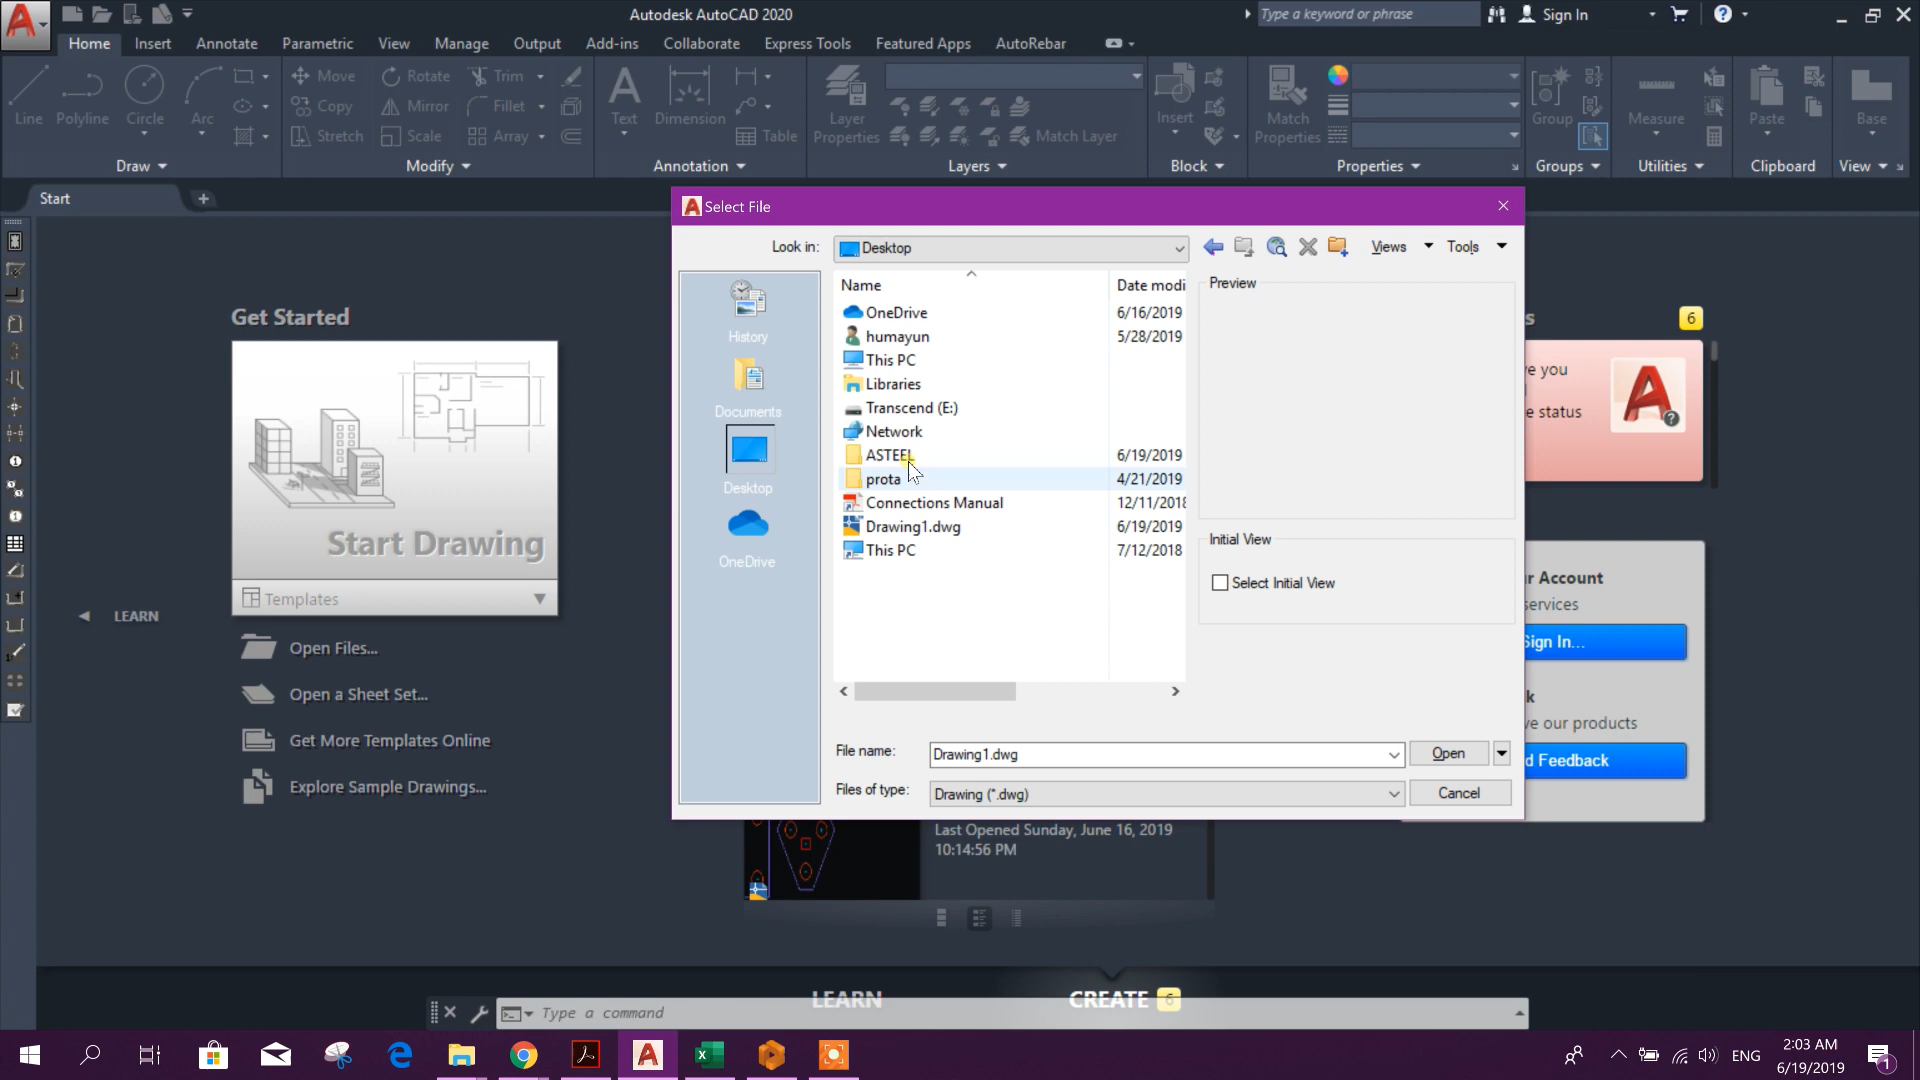 Autodesk AutoCAD 2020
Type a keyword or phrase
Sign In
Home Insert Annotate Parametric View Manage Output Add-ins Collaborate Express Tools Featured Apps AutoRebar
Line Polyline Circle Arc
Move Rotate Trim
Copy Mirror Fillet
Stretch Scale Array
Text Dimension Table
Layer Properties
Match Layer
Insert
Match Properties
Group
Measure
Paste
Base
Draw Modify Annotation Layers Block Properties Groups Utilities Clipboard View
Start
Select File
Look in: Desktop
Views Tools
History
Documents
Desktop
OneDrive
Name Date modi
OneDrive 6/16/2019
humayun 5/28/2019
This PC
Libraries
Transcend (E:)
Network
ASTEEL 6/19/2019
prota 4/21/2019
Connections Manual 12/11/2018
Drawing1.dwg 6/19/2019
This PC 7/12/2018
Preview
Initial View
Select Initial View
File name: Drawing1.dwg
Open
Files of type: Drawing (*.dwg)
Cancel
Get Started
Start Drawing
Templates
LEARN
Open Files...
Open a Sheet Set...
Get More Templates Online
Explore Sample Drawings...
s 6
e you
e status
r Account
services
Sign In...
k
ve our products
d Feedback
Last Opened Sunday, June 16, 2019
10:14:56 PM
LEARN CREATE 6
Type a command
ENG
2:03 AM
6/19/2019
1